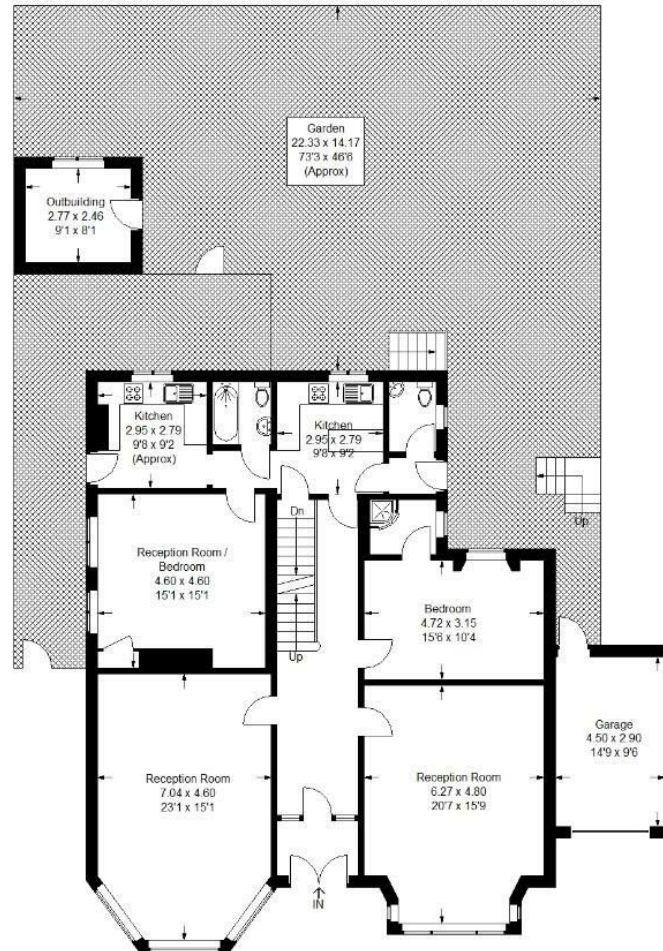 Garden
22.33 x 14.17
73'3 x 46'6
(Approx)
Outbuilding
2.77 x 2.46
9'1 x 8'1
Kitchen
2.95 x 2.79
9'8 x 9'2
(Approx)
Kitchen
2.95 x 2.79
9'8 x 9'2
Up
Dn
Reception Room /
Bedroom
4.60 x 4.60
15'1 x 15'1
Bedroom
4.72 x 3.15
15'6 x 10'4
Up
Garage
4.50 x 2.90
14'9 x 9'6
Reception Room
7.04 x 4.60
23'1 x 15'1
Reception Room
6.27 x 4.80
20'7 x 15'9
IN